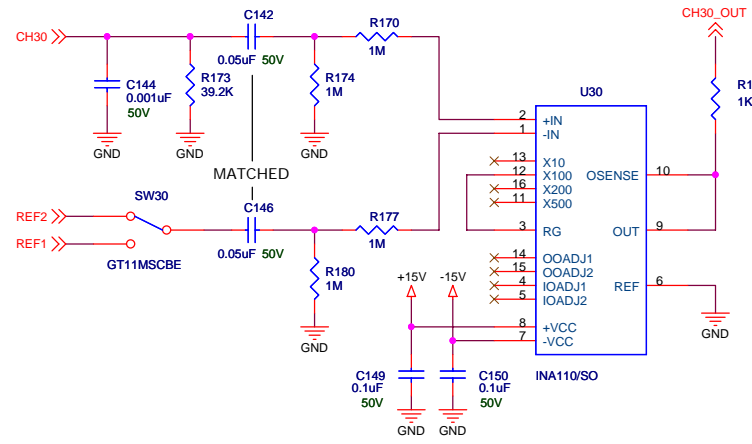 CH30
C142
0.05uF 50V
R170
1M
CH30_OUT
C144
0.001uF
50V
R173
39.2K
R174
1M
R1
1K
GND
GND
GND
MATCHED
U30
2 +IN
1 -IN
13 X10
12 X100
16 X200
11 X500
3 RG
14 OOADJ1
15 OOADJ2
4 IOADJ1
5 IOADJ2
8 +VCC
7 -VCC
OSENSE 10
OUT 9
REF 6
INA110/SO
SW30
REF2
REF1
GT11MSCBE
C146
0.05uF 50V
R177
1M
R180
1M
GND
+15V
-15V
GND
C149
0.1uF
50V
C150
0.1uF
50V
GND
GND